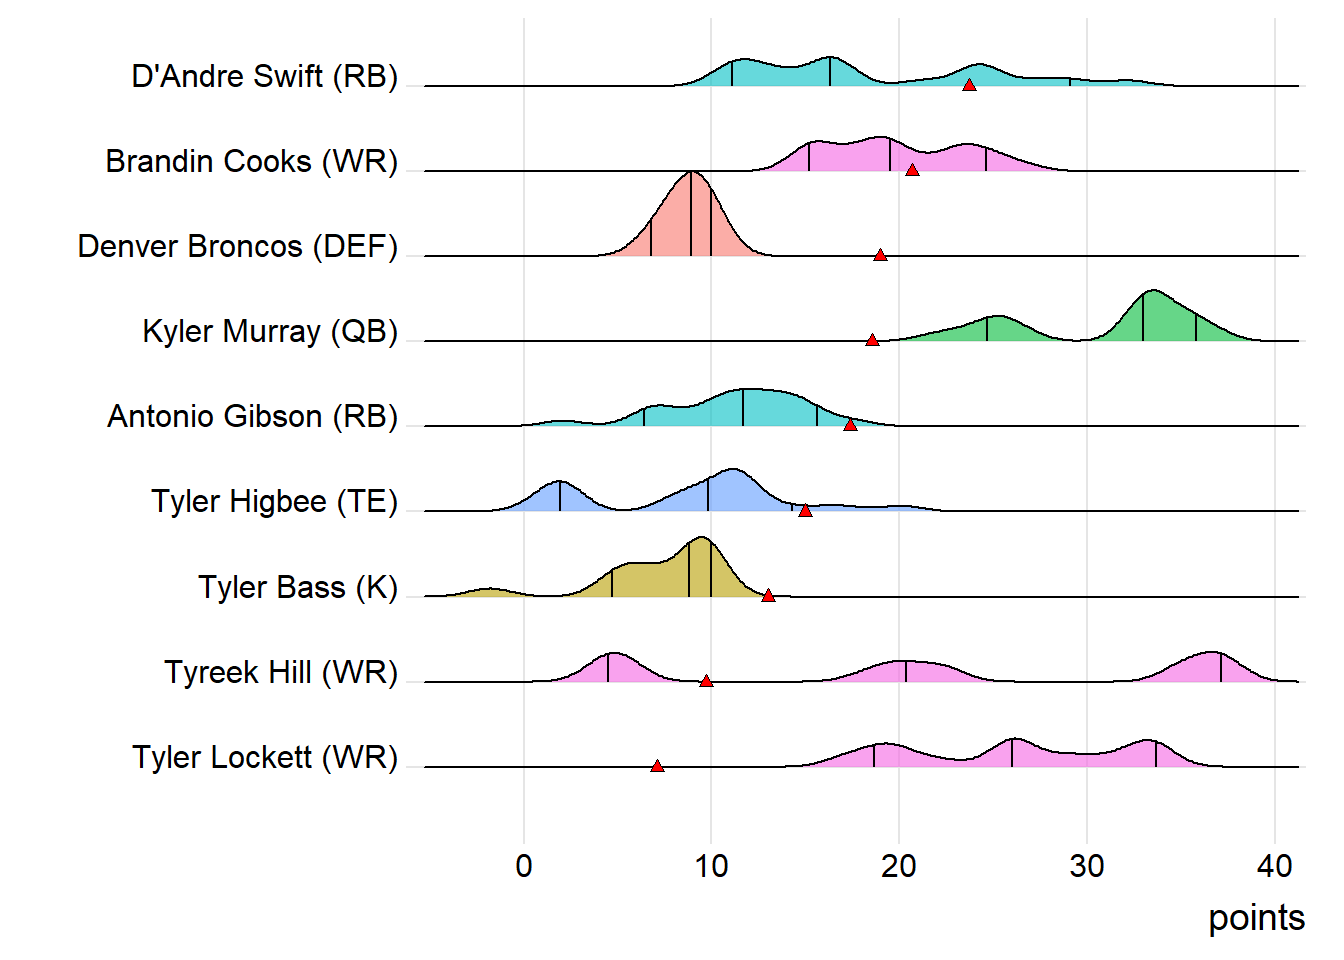 D'Andre Swift (RB)
Brandin Cooks (WR)
Denver Broncos (DEF)
Kyler Murray (QB)
Antonio Gibson (RB)
Tyler Higbee (TE)
Tyler Bass (K)
Tyreek Hill (WR)
Tyler Lockett (WR)
0 10 20 30 40
points